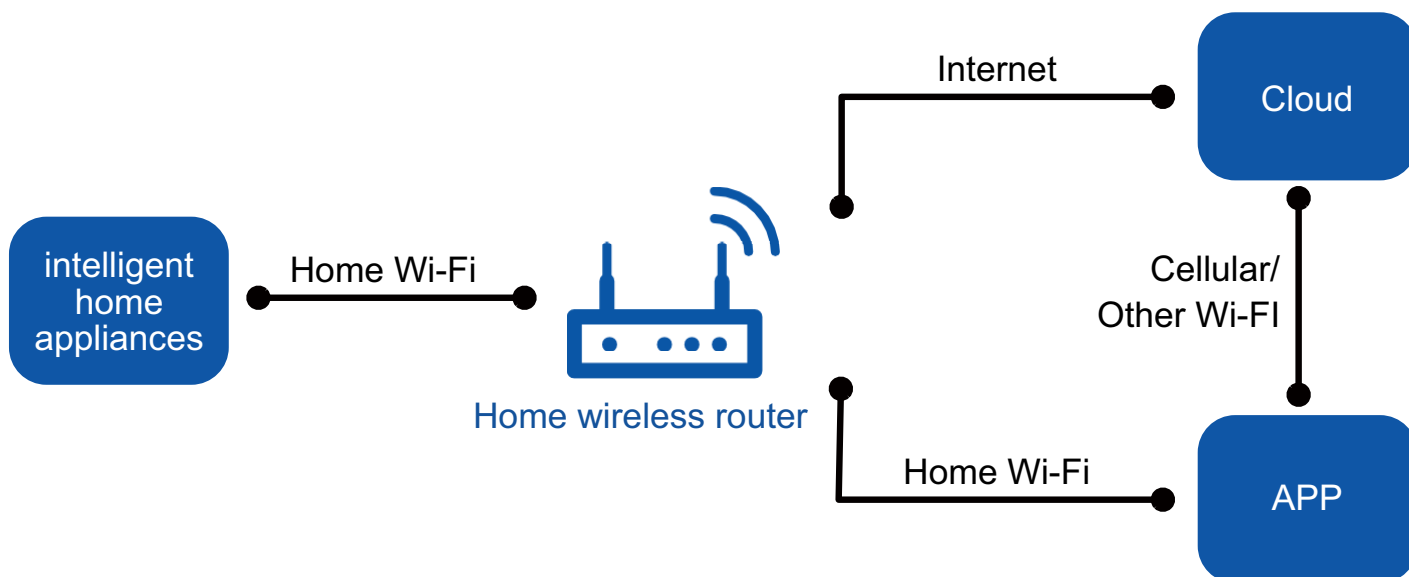 Internet
Cloud
intelligent
home
appliances
Home Wi-Fi
Cellular/
Other Wi-FI
Home wireless router
Home Wi-Fi
APP